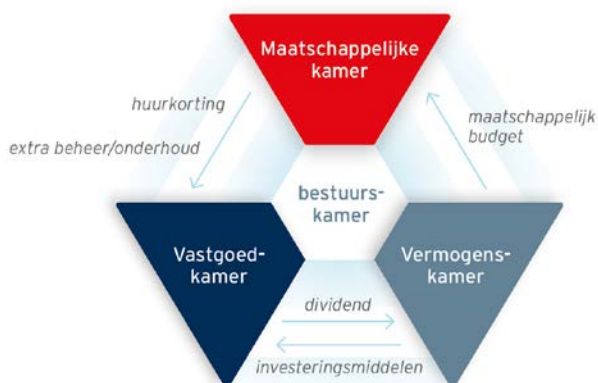 Maatschappelijke
kamer
huurkorting
extra beheer/onderhoud
maatschappelijk
budget
bestuurs-
kamer
Vastgoed-
kamer
Vermogens-
kamer
dividend
investeringsmiddelen